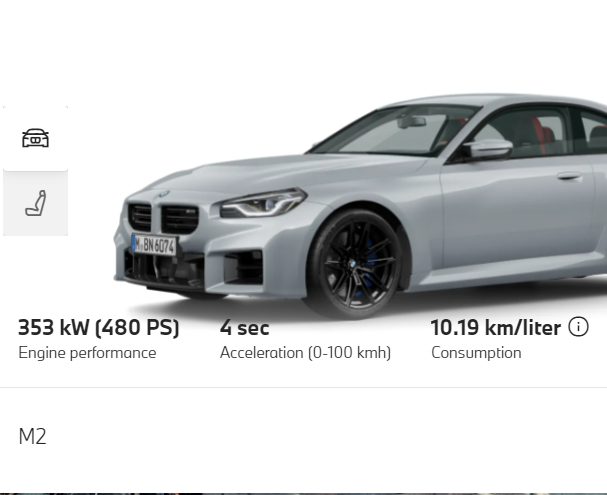 M BN 6074
353 kW (480 PS)
4 sec
10.19 km/liter
Engine performance
Acceleration (0-100 kmh)
Consumption
M2